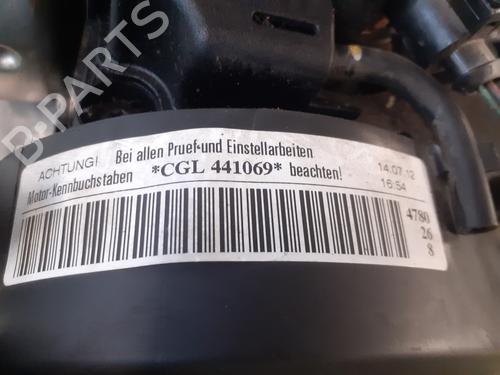 B-PARTS
ACHTUNG! Bei allen Pruef-und Einstellarbeiten 14.07.12
Motor-Kennbuchstaben *CGL 441069* beachten! 16:54
4780
26
8